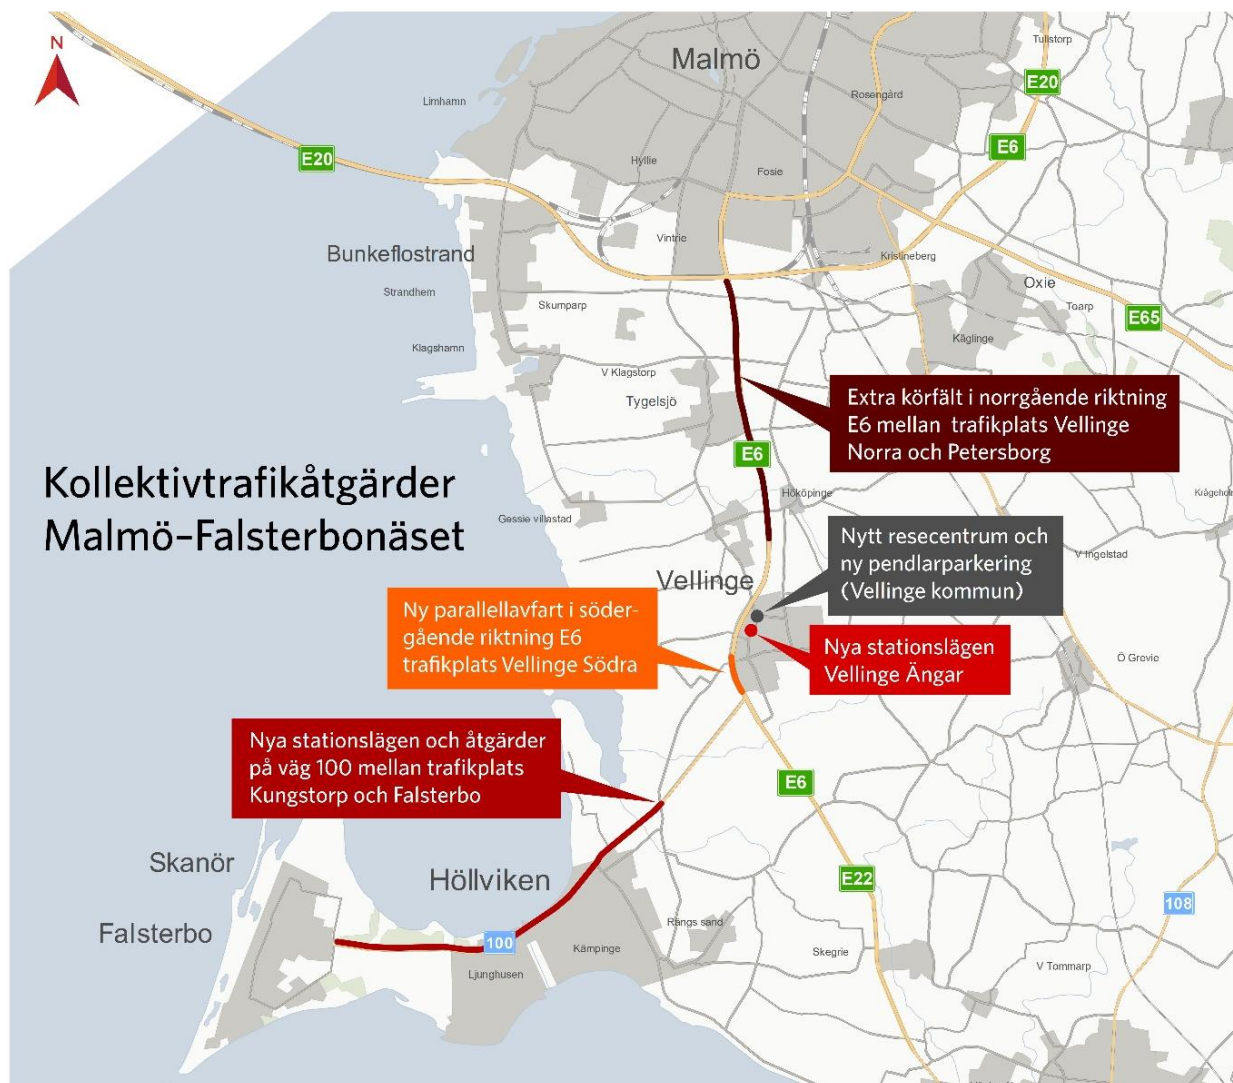 N
Malmö
Tullstorp
E20
Limhamn
Rosengård
E6
E20
Hyllie
Fosie
Vintrie
Bunkeflostrand
Kristineberg
Strandhem
Oxie
Skumparp
Toarp
E65
Käglinge
Klagshamn
V Klagstorp
Tygelsjö
Extra körfält i norrgående riktning
E6 mellan trafikplats Vellinge
Norra och Petersborg
E6
Kollektivtrafikåtgärder
Malmö–Falsterbonäset
Hököpinge
Gessie villastad
Nytt resecentrum och
ny pendlarparkering
(Vellinge kommun)
V Ingelstad
Vellinge
Ny parallellavfart i söder-
gående riktning E6
trafikplats Vellinge Södra
Nya stationslägen
Vellinge Ängar
Ö Grevie
Nya stationslägen och åtgärder
på väg 100 mellan trafikplats
Kungstorp och Falsterbo
E6
Skanör
Höllviken
E22
108
Falsterbo
Rängs sand
100
Kämpinge
Skegrie
Ljunghusen
V Tommarp